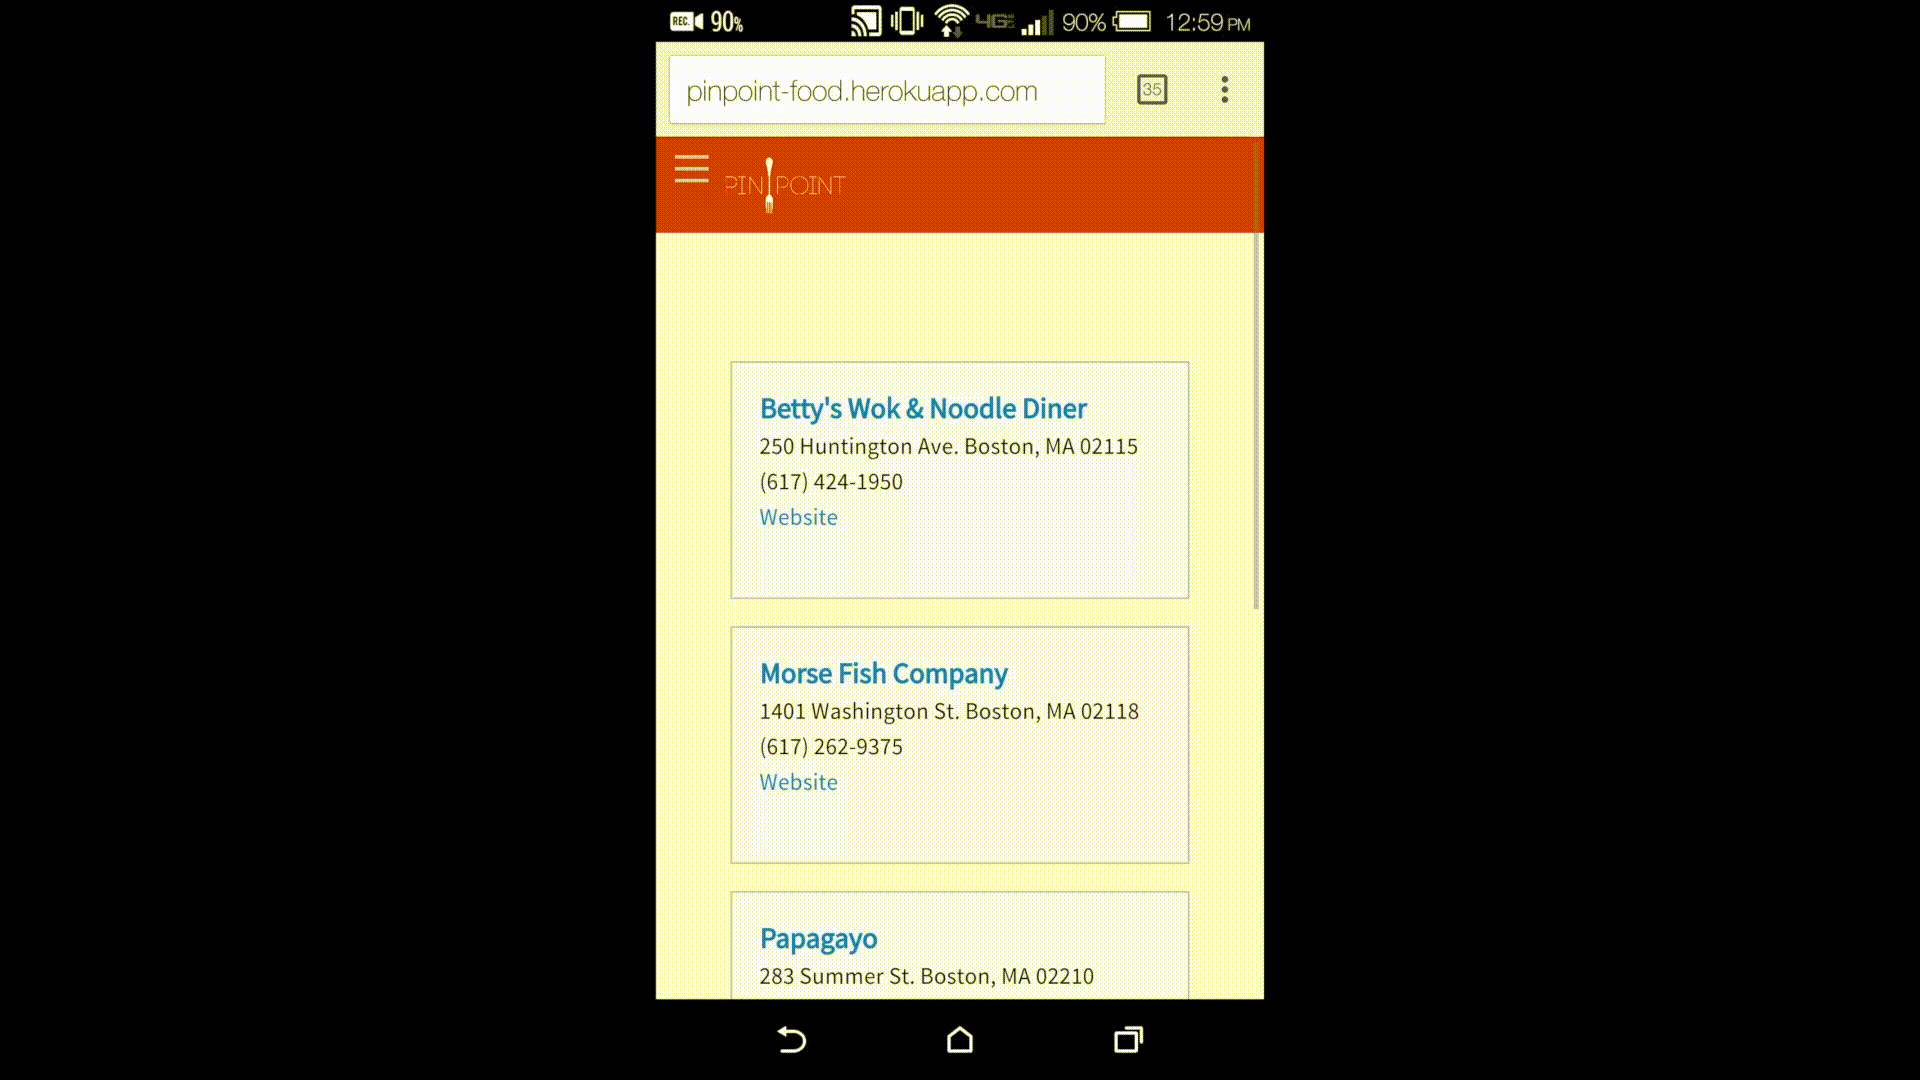 REC. 90% 4G 90% 12:59 PM
pinpoint-food.herokuapp.com 35
PIN POINT
Betty's Wok & Noodle Diner
250 Huntington Ave. Boston, MA 02115
(617) 424-1950
Website
Morse Fish Company
1401 Washington St. Boston, MA 02118
(617) 262-9375
Website
Papagayo
283 Summer St. Boston, MA 02210